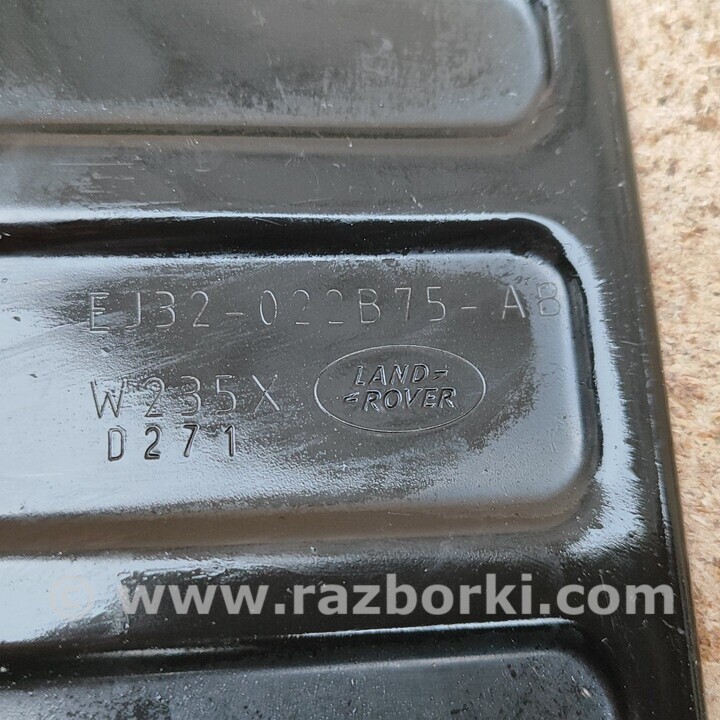 EJ32-022B75-AB
W235X
D271
LAND
ROVER
© www.razborki.com